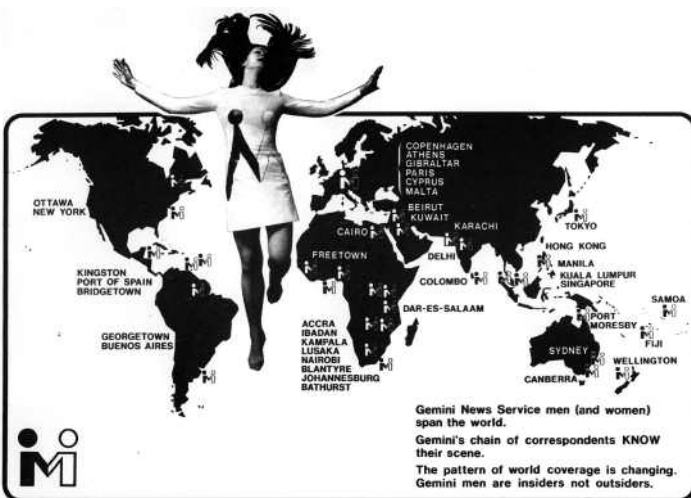 COPENHAGEN
ATHENS
GIBRALTAR
PARIS
CYPRUS
MALTA
OTTAWA
NEW YORK
BEIRUT
KUWAIT
CAIRO
KARACHI
TOKYO
FREETOWN
DELHI
HONG KONG
MANILA
KINGSTON
PORT OF SPAIN
BRIDGETOWN
COLOMBO
KUALA LUMPUR
SINGAPORE
DAR-ES-SALAAM
SAMOA
GEORGETOWN
BUENOS AIRES
ACCRA
IBADAN
KAMPALA
LUSAKA
NAIROBI
BLANTYRE
JOHANNESBURG
BATHURST
PORT
MORESBY
FIJI
SYDNEY
WELLINGTON
CANBERRA
Gemini News Service men (and women)
span the world.
Gemini's chain of correspondents KNOW
their scene.
The pattern of world coverage is changing.
Gemini men are insiders not outsiders.